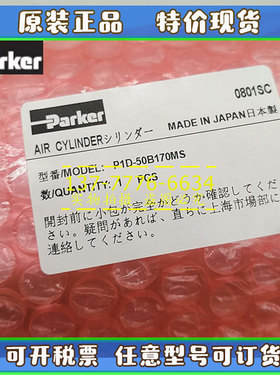 原装正品 特价现货
Parker
0801SC
Parker
AIR CYLINDERシリンダー MADE IN JAPAN日本製
型番/MODEL: P1D-50B170MS
数/QUANTITY: 1 PCS
7776-6634
開封前に小包が完全かどうか確認してくだ
さい。疑問があれば、直ちに上海市場部に
連絡してください。
可开税票 任意型号可订货